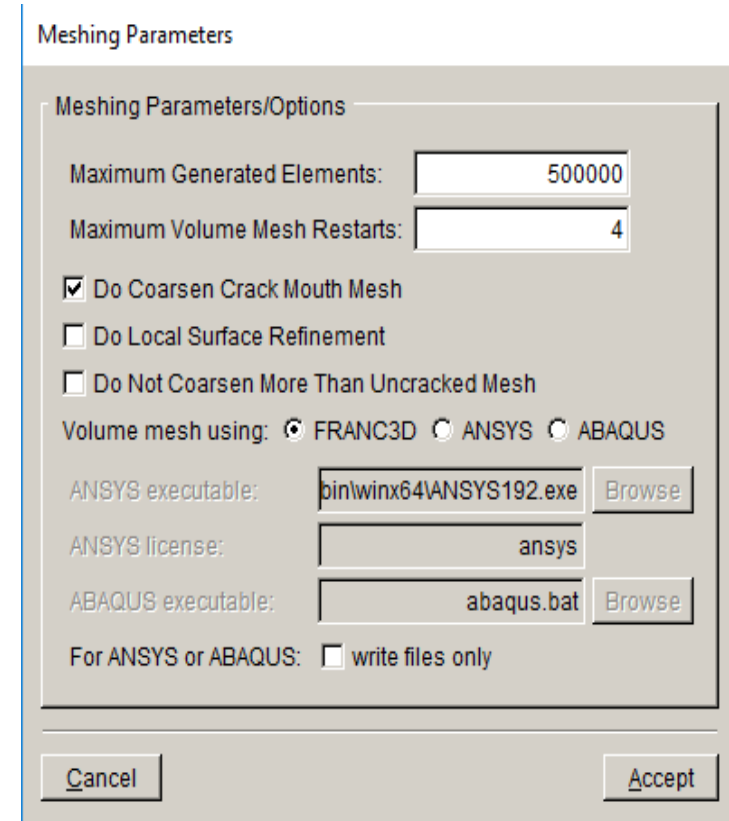 Meshing Parameters
Meshing Parameters/Options
Maximum Generated Elements: 500000
Maximum Volume Mesh Restarts: 4
Do Coarsen Crack Mouth Mesh
Do Local Surface Refinement
Do Not Coarsen More Than Uncracked Mesh
Volume mesh using: FRANC3D ANSYS ABAQUS
ANSYS executable: bin\winx64\ANSYS192.exe Browse
ANSYS license: ansys
ABAQUS executable: abaqus.bat Browse
For ANSYS or ABAQUS: write files only
Cancel Accept